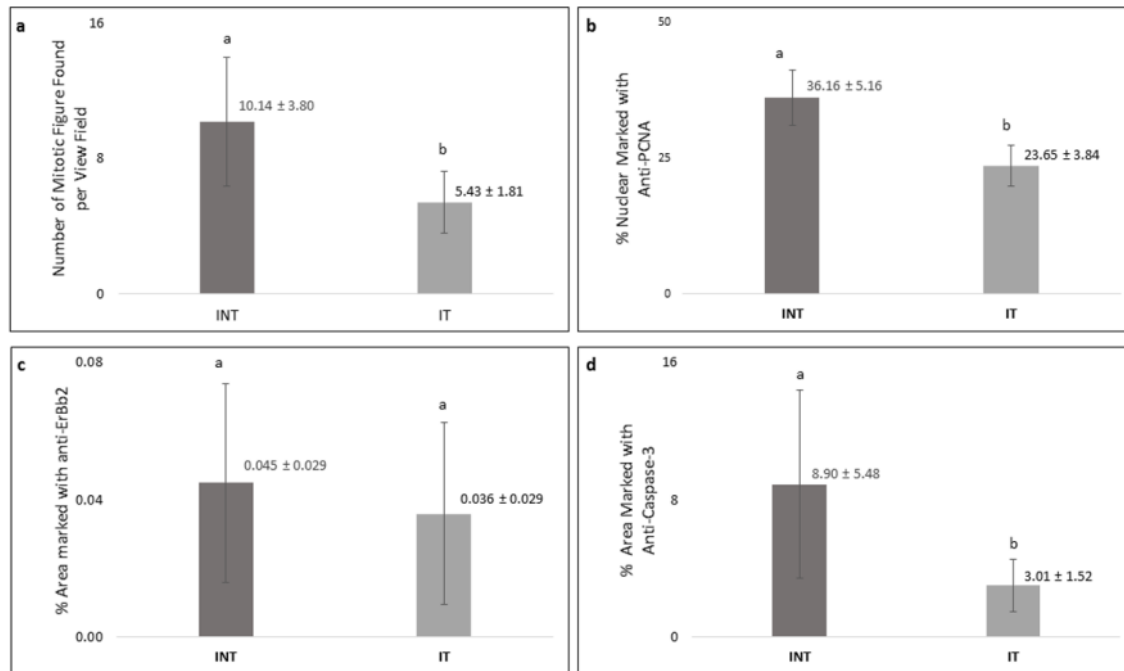 a
Number of Mitotic Figure Found
per View Field
16
8
0
a
10.14 ± 3.80
b
5.43 ± 1.81
INT
IT
b
% Nuclear Marked with
Anti-PCNA
50
25
0
a
36.16 ± 5.16
b
23.65 ± 3.84
INT
IT
c
% Area marked with anti-ErBb2
0.08
0.04
0.00
a
0.045 ± 0.029
a
0.036 ± 0.029
INT
IT
d
% Area Marked with
Anti-Caspase-3
16
8
0
a
8.90 ± 5.48
b
3.01 ± 1.52
INT
IT